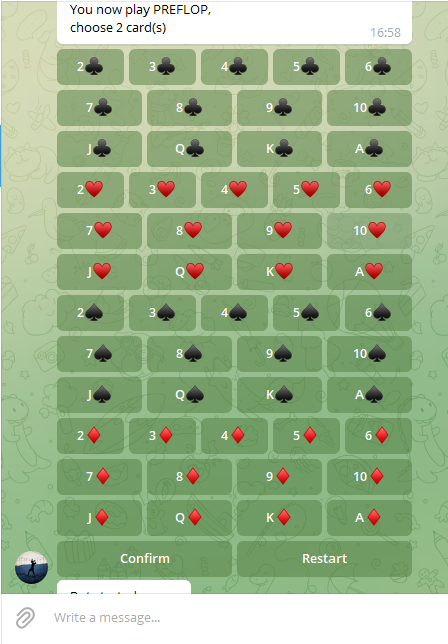 You now play PREFLOP,
choose 2 card(s)
16:58
2♣ 3♣ 4♣ 5♣ 6♣
7♣ 8♣ 9♣ 10♣
J♣ Q♣ K♣ A♣
2♥ 3♥ 4♥ 5♥ 6♥
7♥ 8♥ 9♥ 10♥
J♥ Q♥ K♥ A♥
2♠ 3♠ 4♠ 5♠ 6♠
7♠ 8♠ 9♠ 10♠
J♠ Q♠ K♠ A♠
2♦ 3♦ 4♦ 5♦ 6♦
7♦ 8♦ 9♦ 10♦
J♦ Q♦ K♦ A♦
Confirm Restart
Write a message...